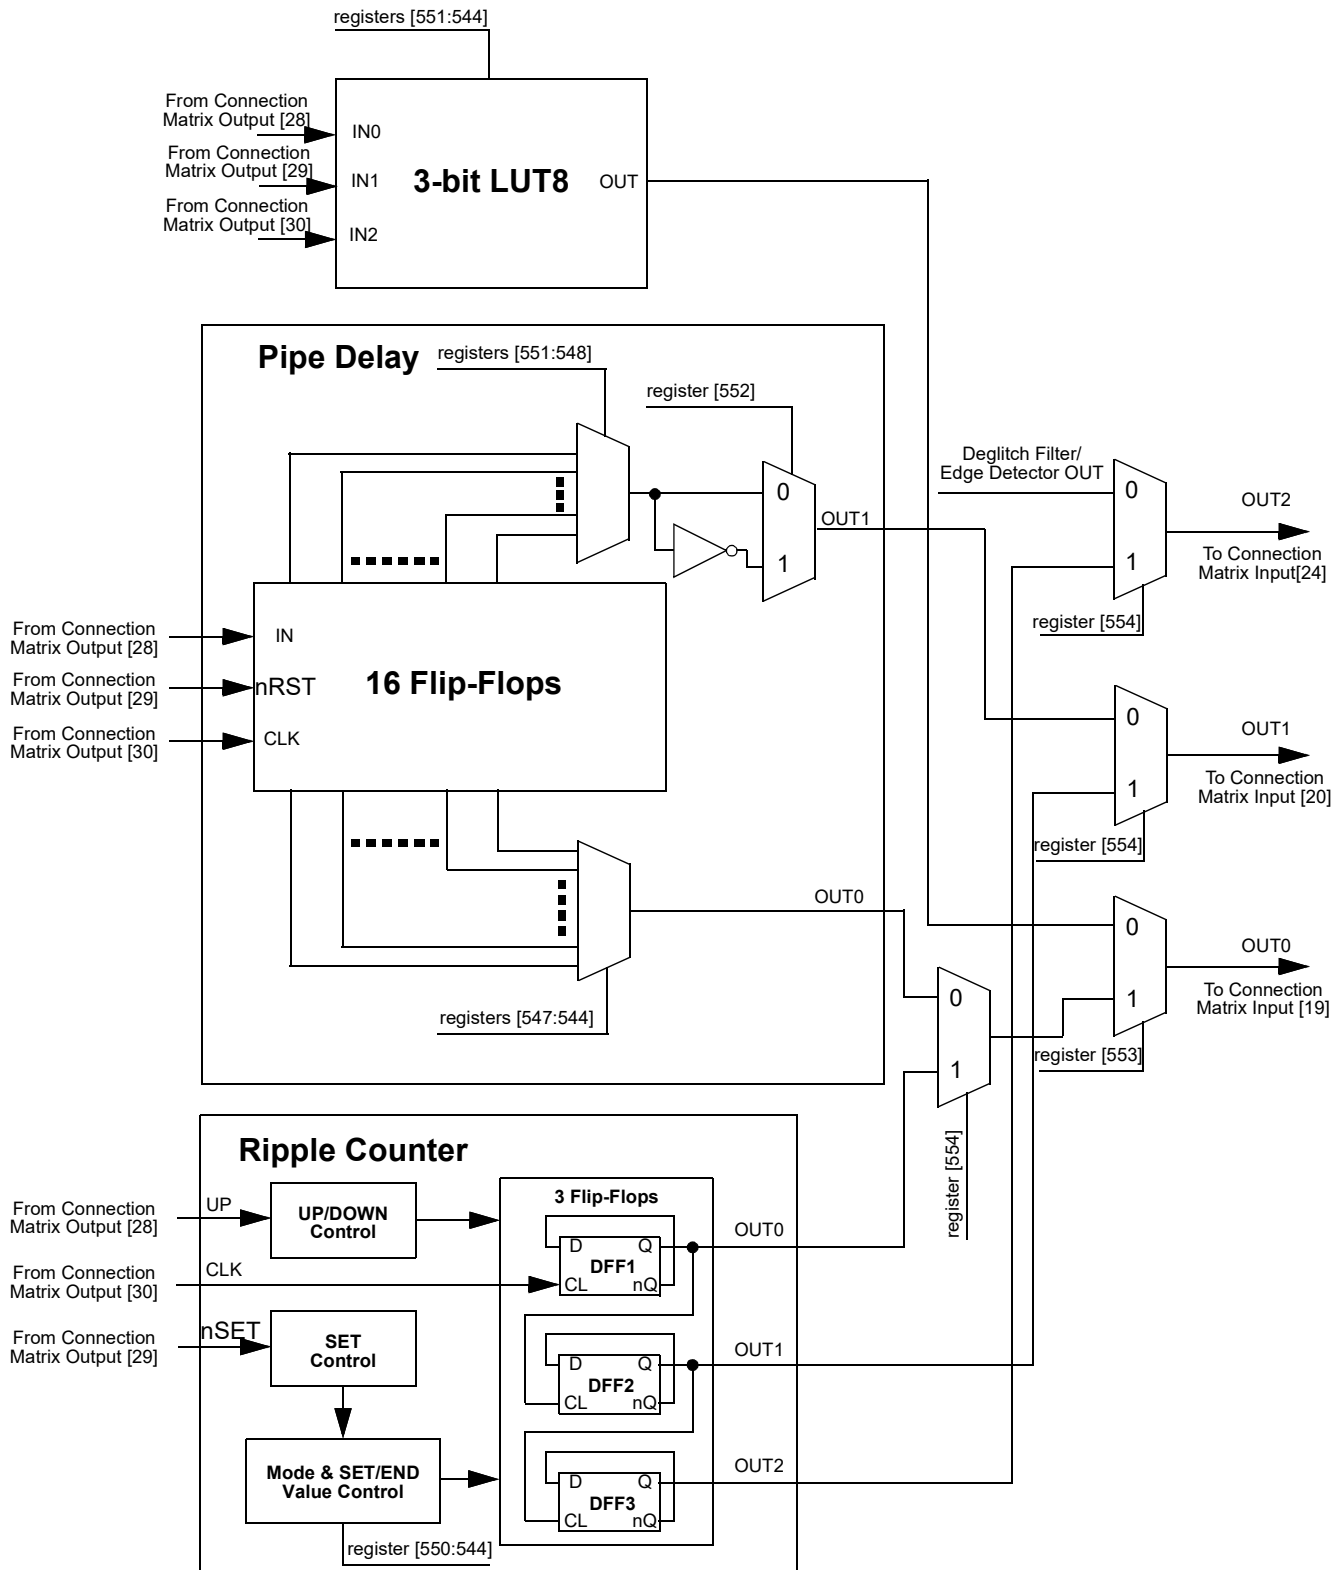 registers [551:544]
From Connection
Matrix Output [28]
IN0
From Connection
Matrix Output [29]
IN1
3-bit LUT8
OUT
From Connection
Matrix Output [30]
IN2
Pipe Delay
registers [551:548]
register [552]
0
1
OUT1
Deglitch Filter/
Edge Detector OUT
0
1
OUT2
To Connection
Matrix Input[24]
register [554]
From Connection
Matrix Output [28]
IN
From Connection
Matrix Output [29]
nRST
16 Flip-Flops
From Connection
Matrix Output [30]
CLK
0
1
OUT1
To Connection
Matrix Input [20]
register [554]
OUT0
registers [547:544]
0
1
register [554]
0
1
OUT0
To Connection
Matrix Input [19]
register [553]
Ripple Counter
From Connection
Matrix Output [28]
UP
UP/DOWN
Control
3 Flip-Flops
D
Q
DFF1
CL
nQ
OUT0
From Connection
Matrix Output [30]
CLK
From Connection
Matrix Output [29]
nSET
SET
Control
D
Q
DFF2
CL
nQ
OUT1
Mode & SET/END
Value Control
D
Q
DFF3
CL
nQ
OUT2
register [550:544]